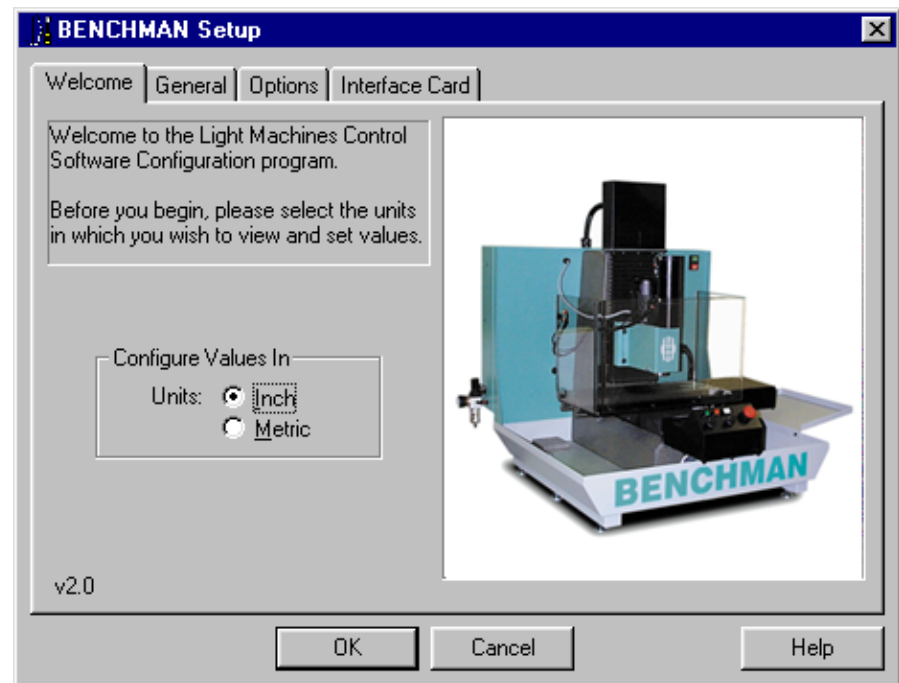 BENCHMAN Setup
Welcome
General
Options
Interface Card
Welcome to the Light Machines Control
Software Configuration program.
Before you begin, please select the units
in which you wish to view and set values.
Configure Values In
Units:
Inch
Metric
BENCHMAN
v2.0
OK
Cancel
Help